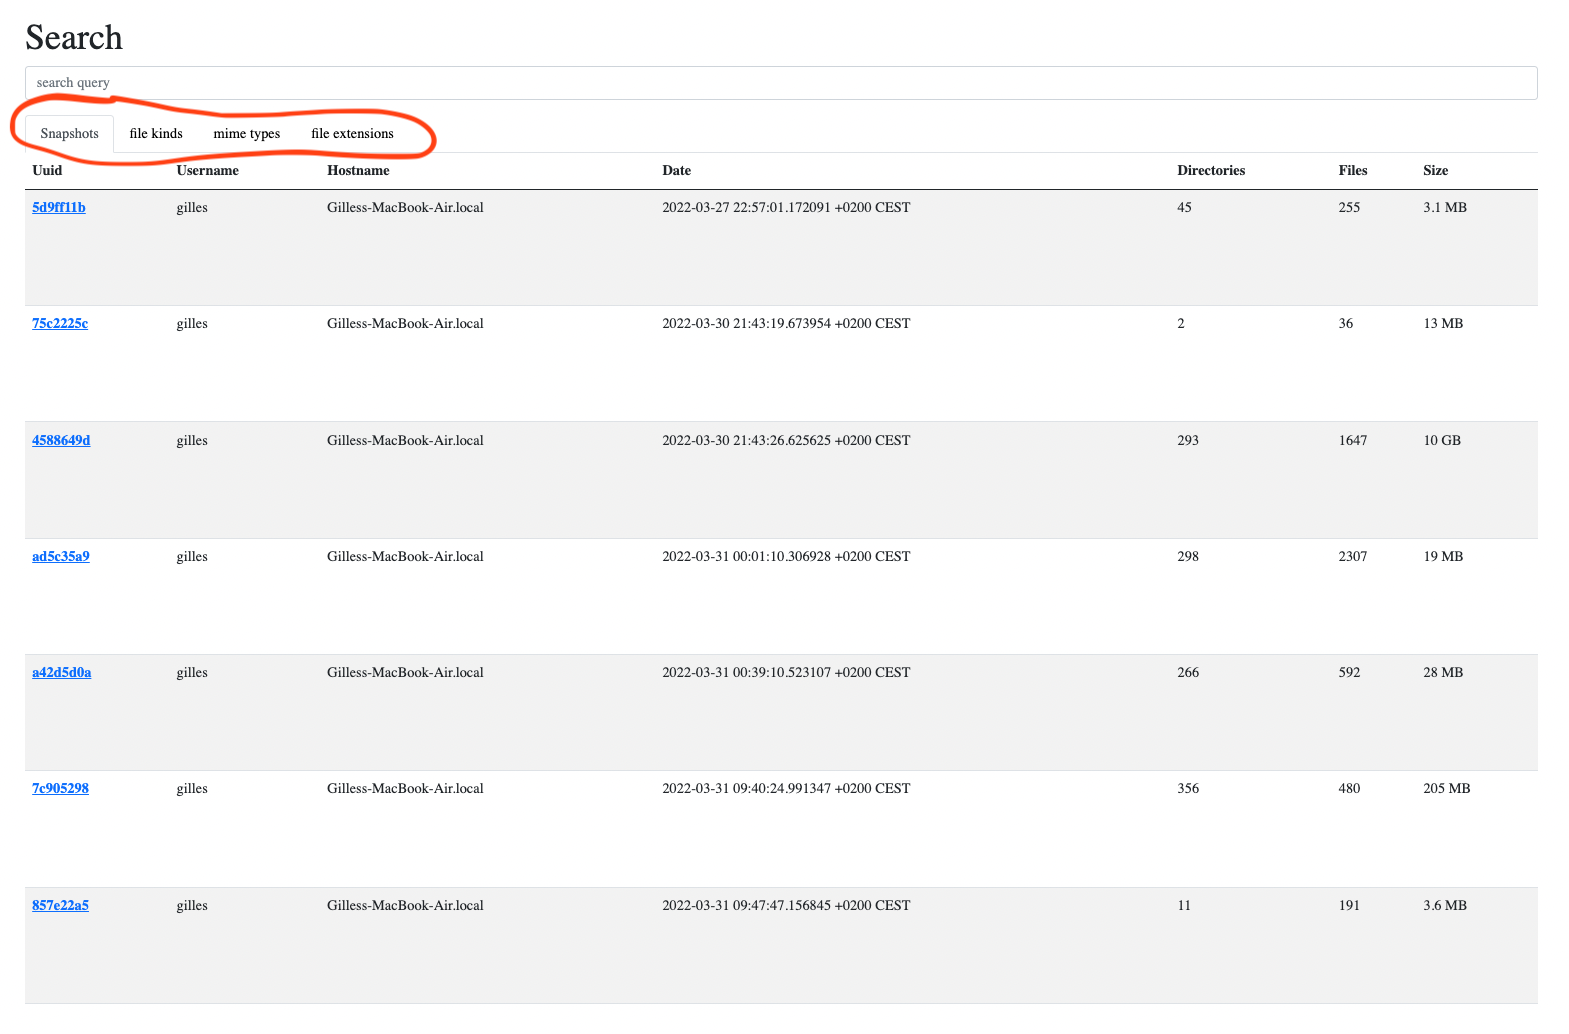 Search
search query
Snapshots file kinds mime types file extensions
Uuid Username Hostname Date Directories Files Size
5d9ff11b gilles Gilless-MacBook-Air.local 2022-03-27 22:57:01.172091 +0200 CEST 45 255 3.1 MB
75c2225c gilles Gilless-MacBook-Air.local 2022-03-30 21:43:19.673954 +0200 CEST 2 36 13 MB
4588649d gilles Gilless-MacBook-Air.local 2022-03-30 21:43:26.625625 +0200 CEST 293 1647 10 GB
ad5c35a9 gilles Gilless-MacBook-Air.local 2022-03-31 00:01:10.306928 +0200 CEST 298 2307 19 MB
a42d5d0a gilles Gilless-MacBook-Air.local 2022-03-31 00:39:10.523107 +0200 CEST 266 592 28 MB
7c905298 gilles Gilless-MacBook-Air.local 2022-03-31 09:40:24.991347 +0200 CEST 356 480 205 MB
857e22a5 gilles Gilless-MacBook-Air.local 2022-03-31 09:47:47.156845 +0200 CEST 11 191 3.6 MB